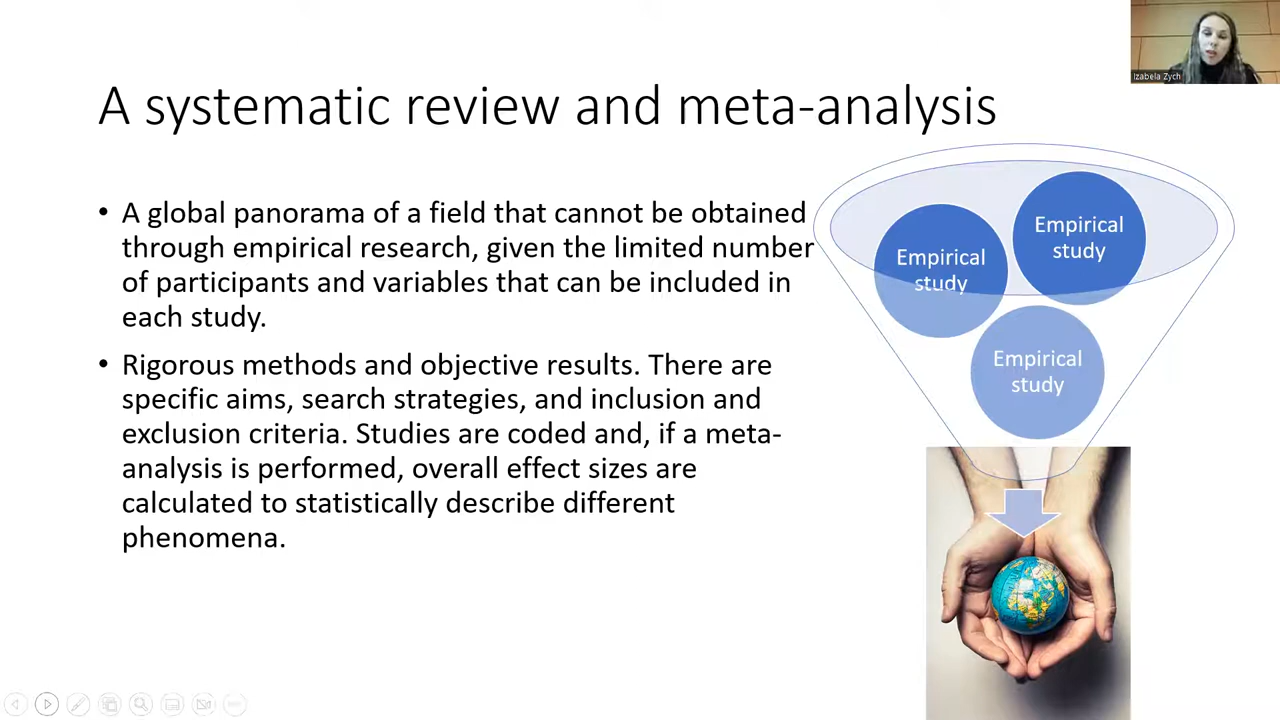 Izabela Zych
A systematic review and meta-analysis
• A global panorama of a field that cannot be obtained
through empirical research, given the limited number
of participants and variables that can be included in
each study.
• Rigorous methods and objective results. There are
specific aims, search strategies, and inclusion and
exclusion criteria. Studies are coded and, if a meta-
analysis is performed, overall effect sizes are
calculated to statistically describe different
phenomena.
Empirical
study
Empirical
study
Empirical
study